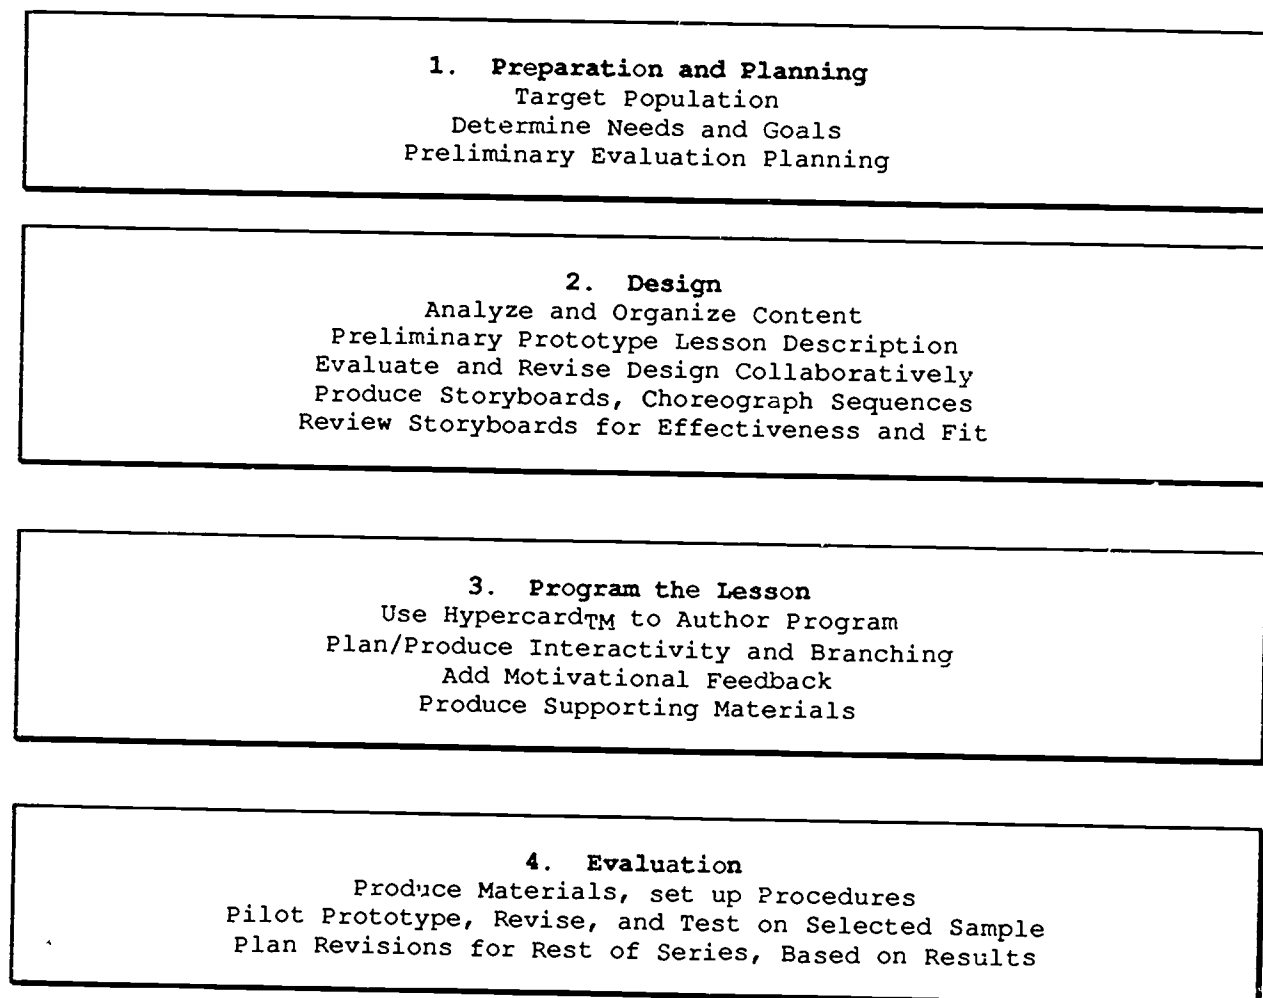 1. Preparation and Planning
Target Population
Determine Needs and Goals
Preliminary Evaluation Planning
2. Design
Analyze and Organize Content
Preliminary Prototype Lesson Description
Evaluate and Revise Design Collaboratively
Produce Storyboards, Choreograph Sequences
Review Storyboards for Effectiveness and Fit
3. Program the Lesson
Use HypercardTM to Author Program
Plan/Produce Interactivity and Branching
Add Motivational Feedback
Produce Supporting Materials
4. Evaluation
Produce Materials, set up Procedures
Pilot Prototype, Revise, and Test on Selected Sample
Plan Revisions for Rest of Series, Based on Results